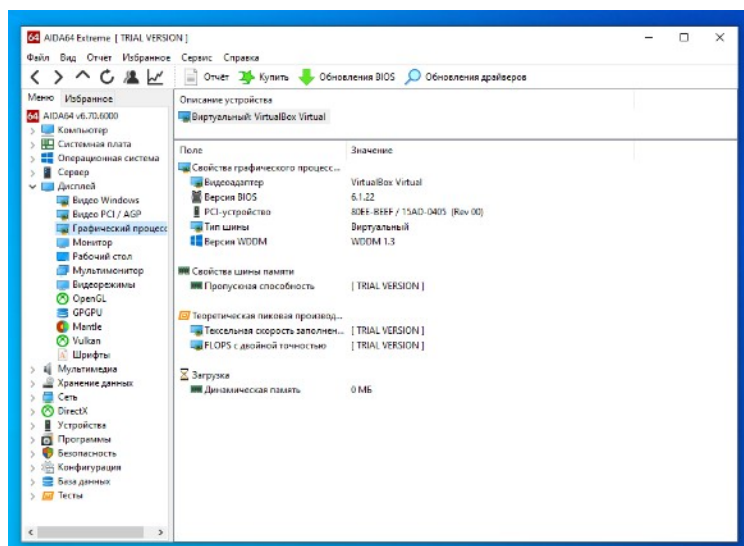 64 AIDA64 Extreme [ TRIAL VERSION ]
Файл Вид Отчет Избранное Сервис Справка
Отчет Купить Обновления BIOS Обновления драйверов
Меню Избранное
64 AIDA64 v6.70.6000
Компьютер
Системная плата
Операционная система
Сервер
Дисплей
Видео Windows
Видео PCI / AGP
Графический процесс
Монитор
Рабочий стол
Мультимонитор
Видеорежимы
OpenGL
GPGPU
Mantle
Vulkan
Шрифты
Мультимедиа
Хранение данных
Сеть
DirectX
Устройства
Программы
Безопасность
Конфигурация
База данных
Тесты
Описание устройства
Виртуальный: VirtualBox Virtual
Поле Значение
Свойства графического процесс...
Видеоадаптер VirtualBox Virtual
Версия BIOS 6.1.22
PCI-устройство 80EE-BEEF / 15AD-0405 (Rev 00)
Тип шины Виртуальный
Версия WDDM WDDM 1.3
Свойства шины памяти
Пропускная способность [ TRIAL VERSION ]
Теоретическая пиковая производ...
Тексельная скорость заполнен... [ TRIAL VERSION ]
FLOPS с двойной точностью [ TRIAL VERSION ]
Загрузка
Динамическая память 0 МБ